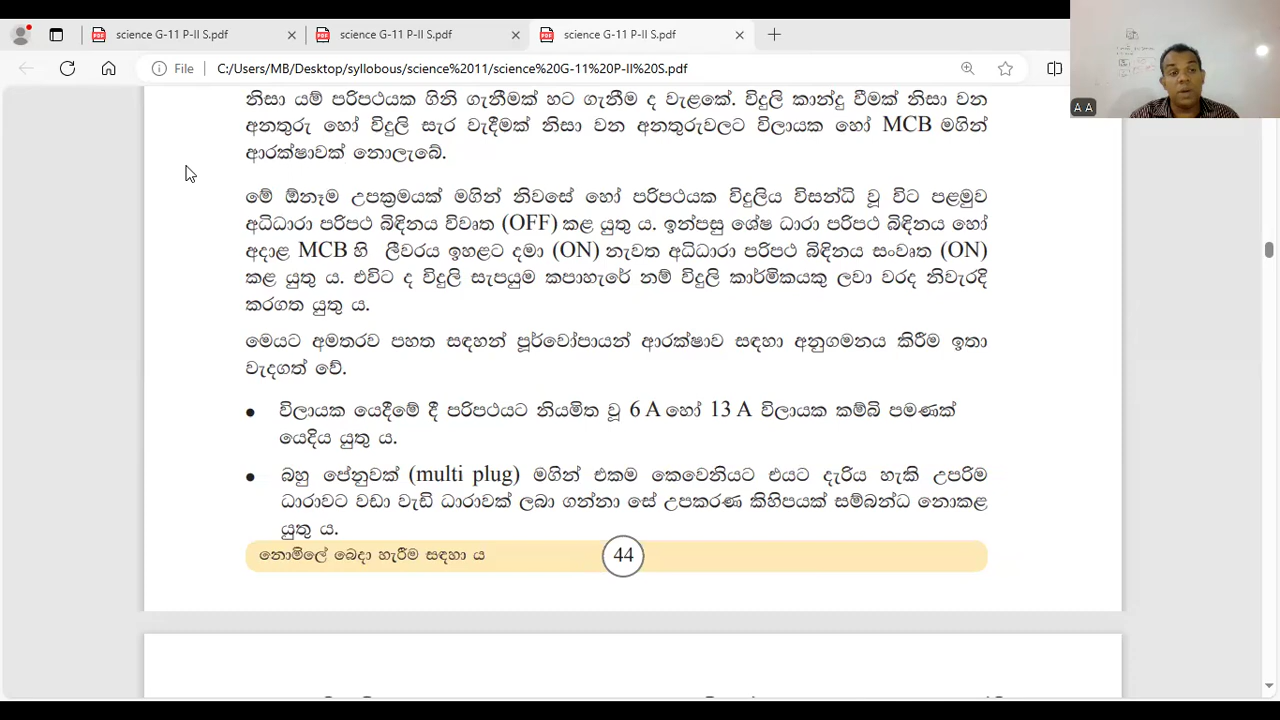 science G-11 P-II S.pdf
science G-11 P-II S.pdf
science G-11 P-II S.pdf
File
C:/Users/MB/Desktop/syllobous/science%2011/science%20G-11%20P-II%20S.pdf
A A
නිසා යම් පරිපථයක ගිනි ගැනීමක් හට ගැනීම ද වැළකේ. විදුලි කාන්දු වීමක් නිසා වන
අනතුරු හෝ විදුලි සැර වැදීමක් නිසා වන අනතුරුවලට විලායක හෝ MCB මගින්
ආරක්ෂාවක් නොලැබේ.
මේ ඕනෑම උපක්‍රමයක් මගින් නිවසේ හෝ පරිපථයක විදුලිය විසන්ධි වූ විට පළමුව
අධිධාරා පරිපථ බිඳිනය විවෘත (OFF) කළ යුතු ය. ඉන්පසු ශේෂ ධාරා පරිපථ බිඳිනය හෝ
අදාළ MCB හි ලීවරය ඉහළට දමා (ON) නැවත අධිධාරා පරිපථ බිඳිනය සංවෘත (ON)
කළ යුතු ය. එවිට ද විදුලි සැපයුම කපාහැරේ නම් විදුලි කාර්මිකයකු ලවා වරද නිවැරදි
කරගත යුතු ය.
මෙයට අමතරව පහත සඳහන් පූර්වෝපායන් ආරක්ෂාව සඳහා අනුගමනය කිරීම ඉතා
වැදගත් වේ.
● විලායක යෙදීමේ දී පරිපථයට නියමිත වූ 6 A හෝ 13 A විලායක කම්බි පමණක්
යෙදිය යුතු ය.
● බහු පේනුවක් (multi plug) මගින් එකම කෙවෙනියට එයට දැරිය හැකි උපරිම
ධාරාවට වඩා වැඩි ධාරාවක් ලබා ගන්නා සේ උපකරණ කිහිපයක් සම්බන්ධ නොකළ
යුතු ය.
නොමිලේ බෙදා හැරීම සඳහා ය
44